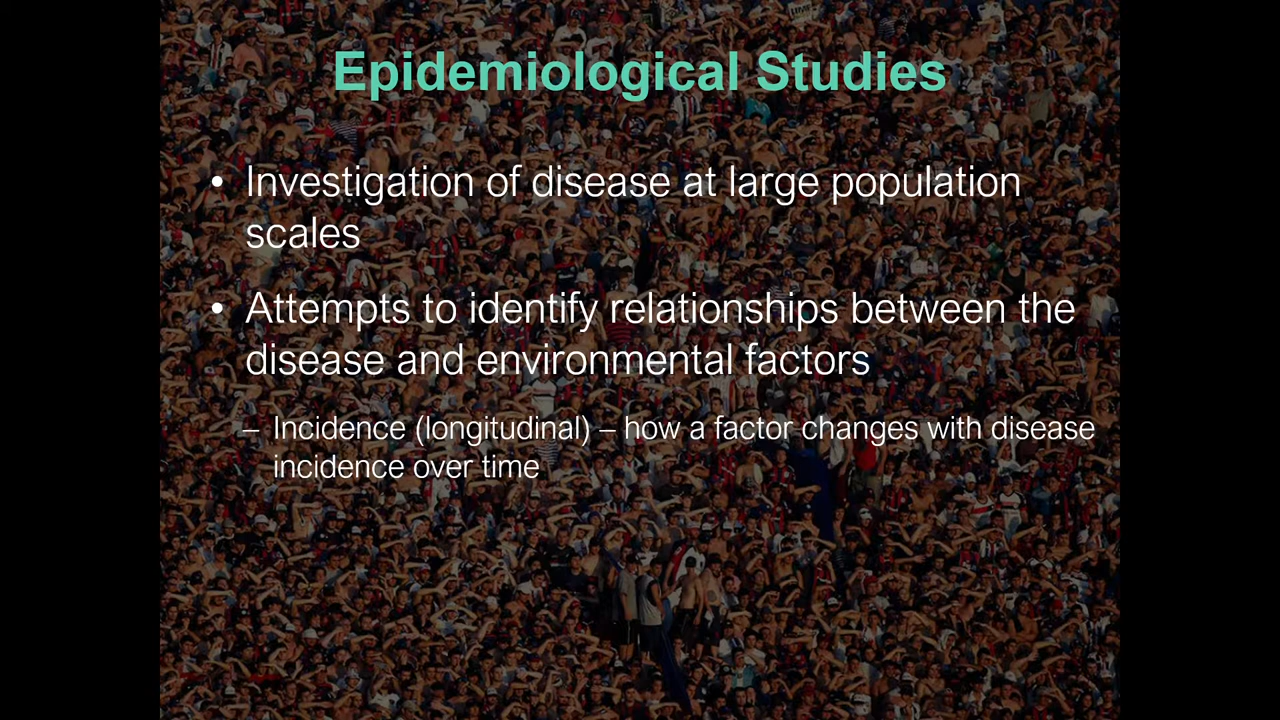 Epidemiological Studies
• Investigation of disease at large population
scales
• Attempts to identify relationships between the
disease and environmental factors
– Incidence (longitudinal) – how a factor changes with disease
incidence over time